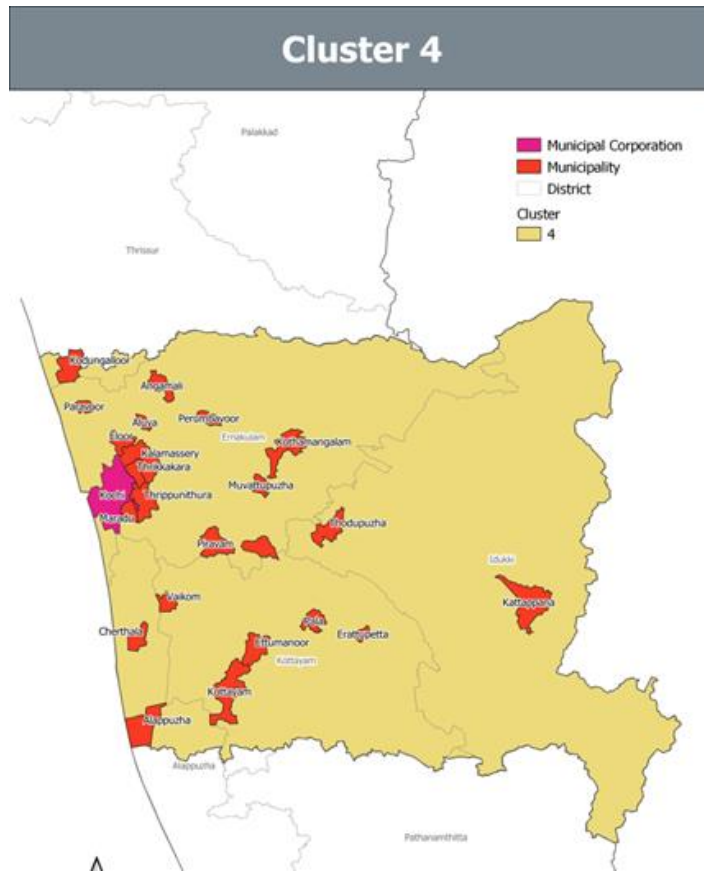 Cluster 4
Palakkad
Municipal Corporation
Municipality
District
Cluster
4
Thrissur
Kodungalloor
Angamali
Paravoor
Perumbavoor
Aluva
Eloor
Ernakulam
Kothamangalam
Kalamassery
Thrikkakara
Muvattupuzha
Kochi
Thrippunithura
Maradu
Thodupuzha
Piravam
Idukki
Kattappana
Vaikom
Cherthala
Pala
Erattupetta
Ettumanoor
Kottayam
Kottayam
Alappuzha
Alappuzha
Pathanamthitta